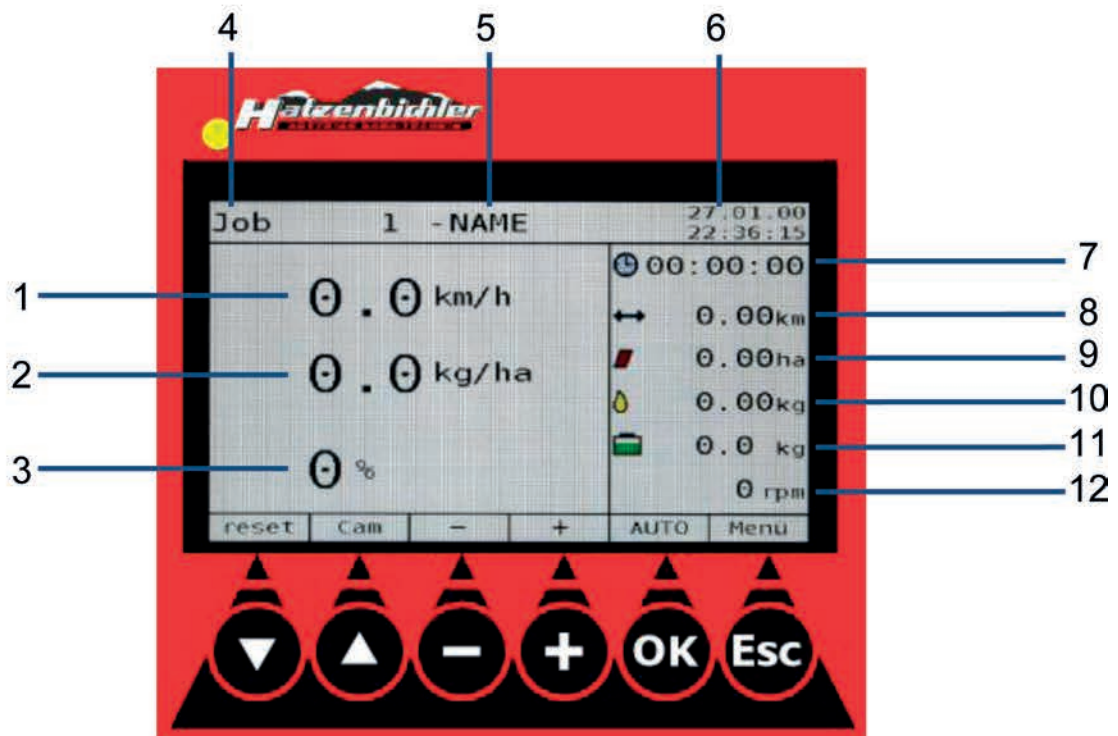 4 5 6
Hatzenbichler
Job 1 -NAME
27.01.00
22:36:15
1 0.0 km/h
2 0.0 kg/ha
3 0 %
00:00:00 7
0.00km 8
0.00ha 9
0.00kg 10
0.0 kg 11
0 rpm 12
reset Cam - + AUTO Menü
- + OK Esc